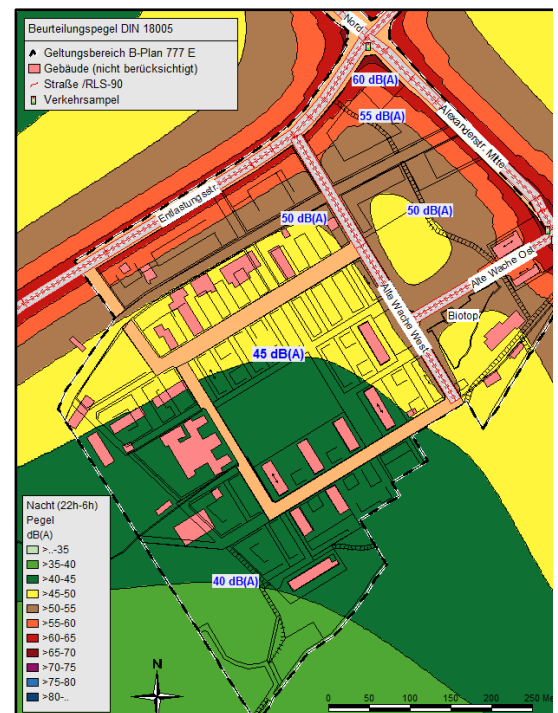 Beurteilungspegel DIN 18005
Geltungsbereich B-Plan 777 E
Gebäude (nicht berücksichtigt)
Straße /RLS-90
Verkehrsampel
Nord
60 dB(A)
55 dB(A)
Alexanderstr. Mitte
Entlastungsstr.
50 dB(A)
50 dB(A)
Alte Wache Ost
Alte Wache West
Biotop
45 dB(A)
40 dB(A)
Nacht (22h-6h)
Pegel
dB(A)
>..-35
>35-40
>40-45
>45-50
>50-55
>55-60
>60-65
>65-70
>70-75
>75-80
>80-..
N
0 50 100 150 200 250 Me